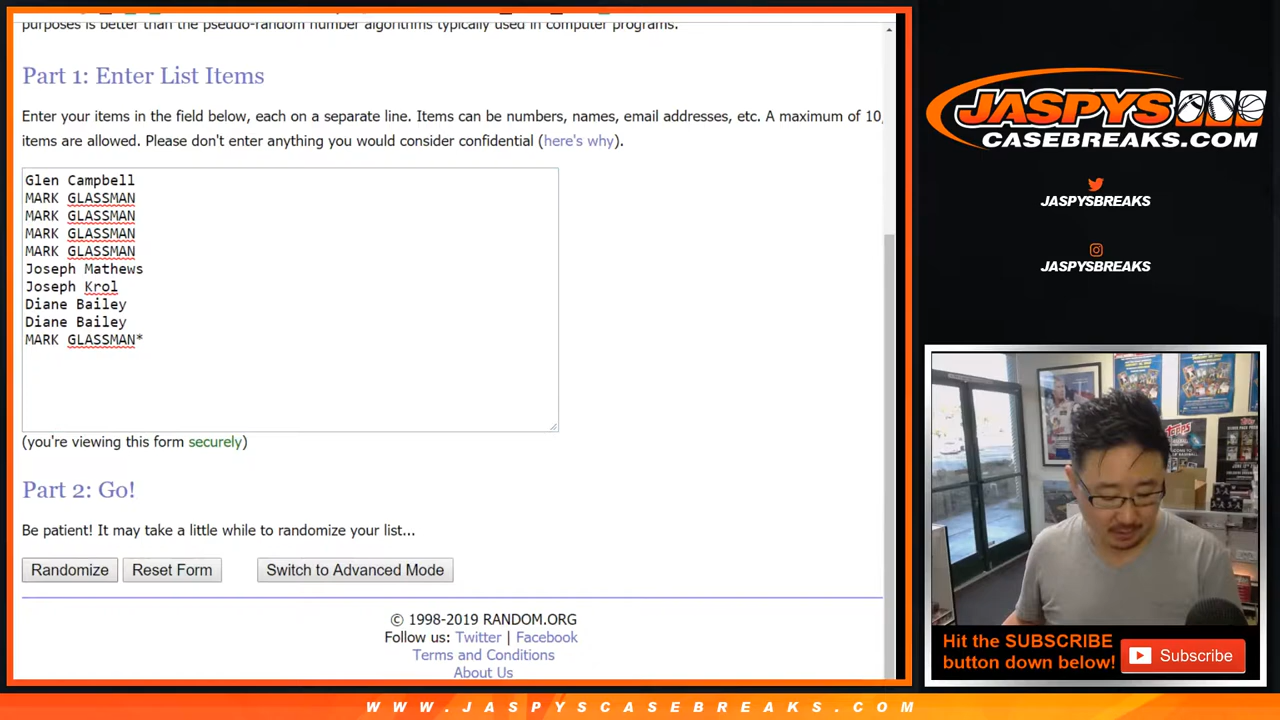 purposes is better than the pseudo-random number algorithms typically used in computer programs.
Part 1: Enter List Items
Enter your items in the field below, each on a separate line. Items can be numbers, names, email addresses, etc. A maximum of 10,
items are allowed. Please don't enter anything you would consider confidential (here's why).
Glen Campbell
MARK GLASSMAN
MARK GLASSMAN
MARK GLASSMAN
MARK GLASSMAN
Joseph Mathews
Joseph Krol
Diane Bailey
Diane Bailey
MARK GLASSMAN*
(you're viewing this form securely)
Part 2: Go!
Be patient! It may take a little while to randomize your list...
Randomize Reset Form Switch to Advanced Mode
© 1998-2019 RANDOM.ORG
Follow us: Twitter | Facebook
Terms and Conditions
About Us
JASPYS
CASEBREAKS.COM
JASPYSBREAKS
JASPYSBREAKS
TOPPS
Hit the SUBSCRIBE
button down below!
Subscribe
WWW.JASPYSCASEBREAKS.COM